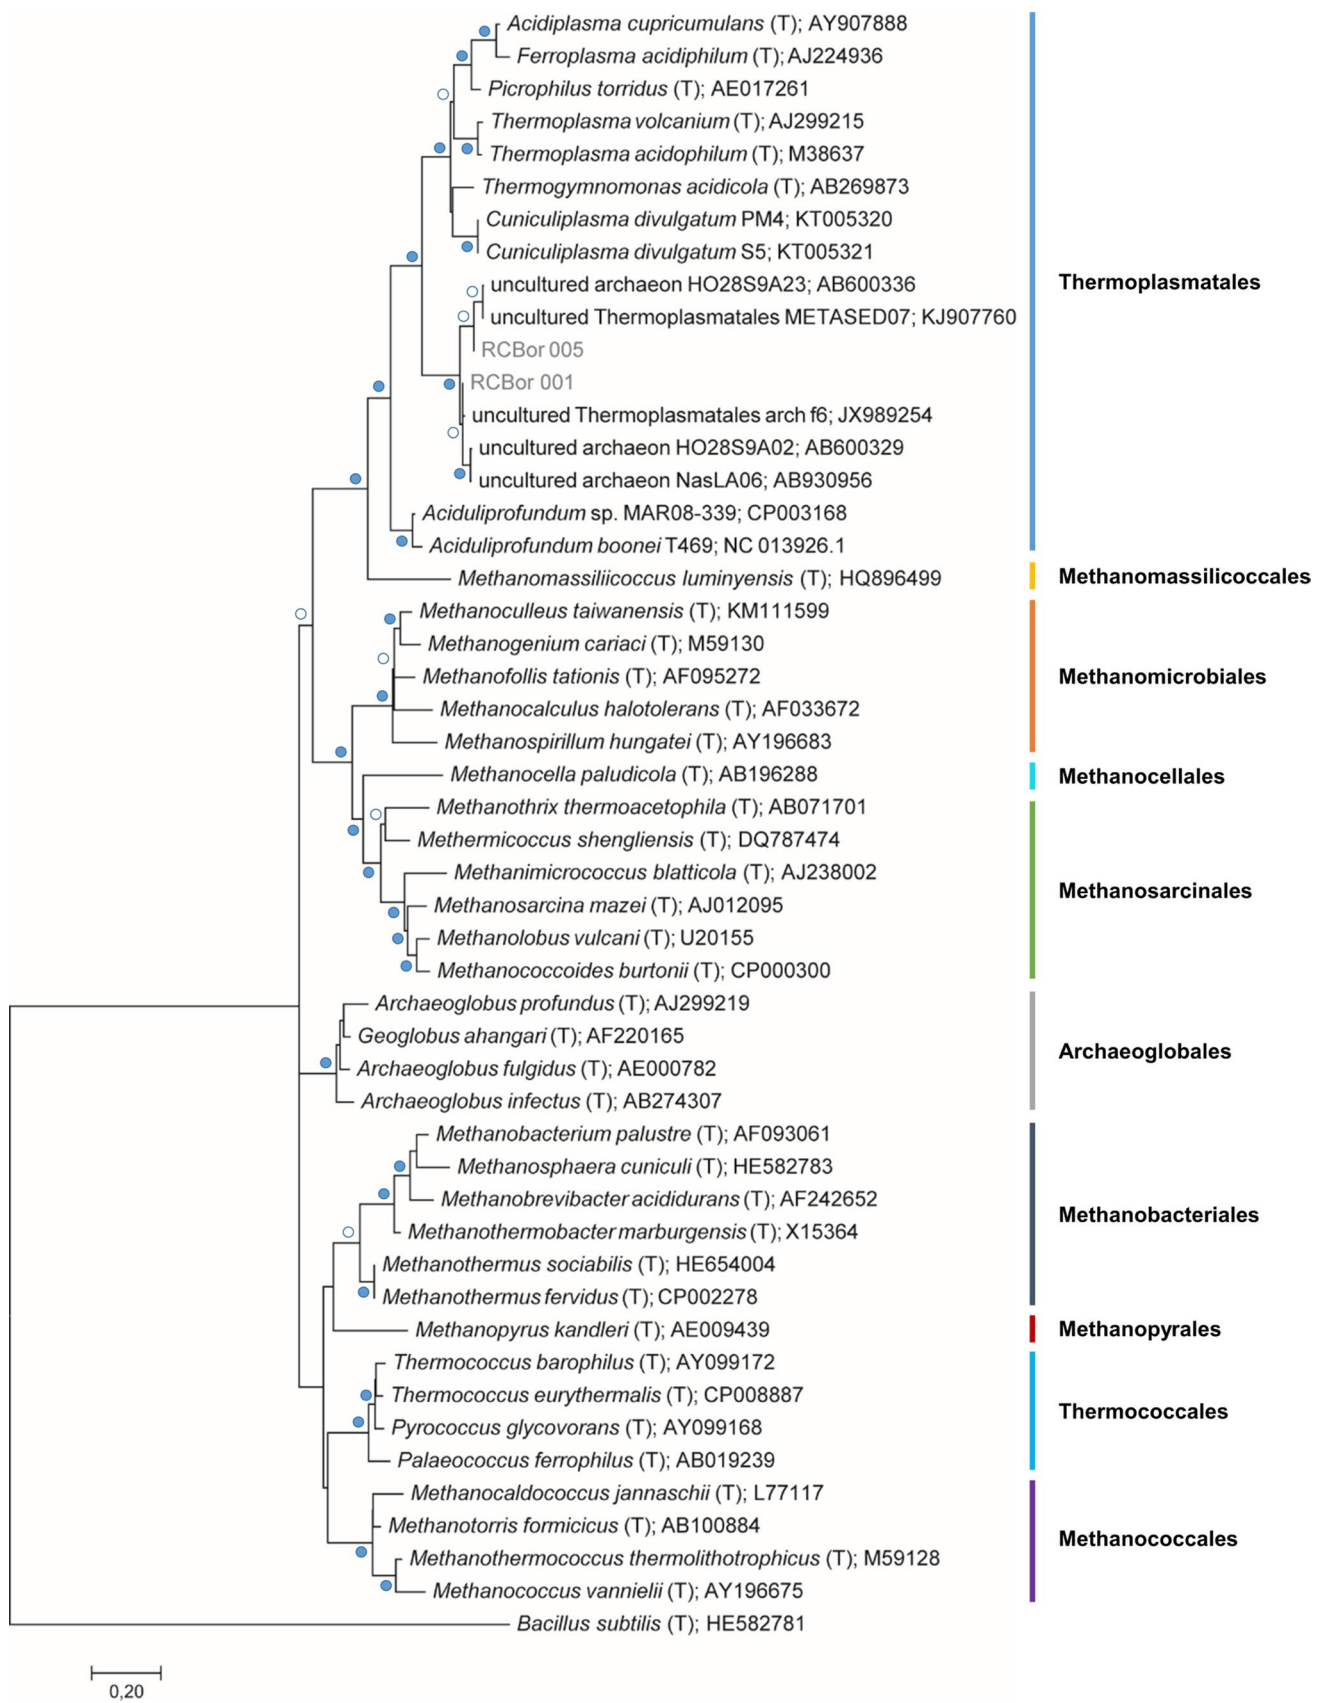 Acidiplasma cupricumulans (T); AY907888
Ferroplasma acidiphilum (T); AJ224936
Picrophilus torridus (T); AE017261
Thermoplasma volcanium (T); AJ299215
Thermoplasma acidophilum (T); M38637
Thermogymnomonas acidicola (T); AB269873
Cuniculiplasma divulgatum PM4; KT005320
Cuniculiplasma divulgatum S5; KT005321
uncultured archaeon HO28S9A23; AB600336
Thermoplasmatales
uncultured Thermoplasmatales METASED07; KJ907760
RCBor 005
RCBor 001
uncultured Thermoplasmatales arch f6; JX989254
uncultured archaeon HO28S9A02; AB600329
uncultured archaeon NasLA06; AB930956
Aciduliprofundum sp. MAR08-339; CP003168
Aciduliprofundum boonei T469; NC 013926.1
Methanomassiliicoccus luminyensis (T); HQ896499
Methanomassilicoccales
Methanoculleus taiwanensis (T); KM111599
Methanogenium cariaci (T); M59130
Methanofollis tationis (T); AF095272
Methanomicrobiales
Methanocalculus halotolerans (T); AF033672
Methanospirillum hungatei (T); AY196683
Methanocella paludicola (T); AB196288
Methanocellales
Methanothrix thermoacetophila (T); AB071701
Methermicoccus shengliensis (T); DQ787474
Methanimicrococcus blatticola (T); AJ238002
Methanosarcinales
Methanosarcina mazei (T); AJ012095
Methanolobus vulcani (T); U20155
Methanococcoides burtonii (T); CP000300
Archaeoglobus profundus (T); AJ299219
Geoglobus ahangari (T); AF220165
Archaeoglobales
Archaeoglobus fulgidus (T); AE000782
Archaeoglobus infectus (T); AB274307
Methanobacterium palustre (T); AF093061
Methanosphaera cuniculi (T); HE582783
Methanobrevibacter acididurans (T); AF242652
Methanobacteriales
Methanothermobacter marburgensis (T); X15364
Methanothermus sociabilis (T); HE654004
Methanothermus fervidus (T); CP002278
Methanopyrus kandleri (T); AE009439
Methanopyrales
Thermococcus barophilus (T); AY099172
Thermococcus eurythermalis (T); CP008887
Thermococcales
Pyrococcus glycovorans (T); AY099168
Palaeococcus ferrophilus (T); AB019239
Methanocaldococcus jannaschii (T); L77117
Methanotorris formicicus (T); AB100884
Methanococcales
Methanothermococcus thermolithotrophicus (T); M59128
Methanococcus vannielii (T); AY196675
Bacillus subtilis (T); HE582781
0,20